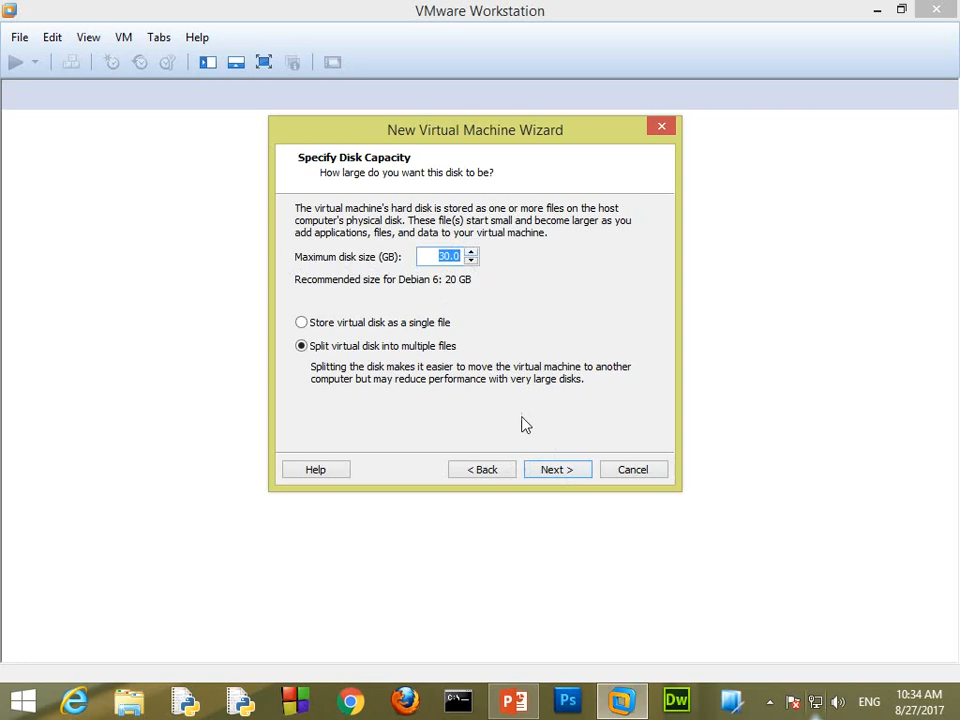 VMware Workstation
File Edit View VM Tabs Help
New Virtual Machine Wizard
Specify Disk Capacity
How large do you want this disk to be?
The virtual machine's hard disk is stored as one or more files on the host
computer's physical disk. These file(s) start small and become larger as you
add applications, files, and data to your virtual machine.
Maximum disk size (GB): 30.0
Recommended size for Debian 6: 20 GB
Store virtual disk as a single file
Split virtual disk into multiple files
Splitting the disk makes it easier to move the virtual machine to another
computer but may reduce performance with very large disks.
Help < Back Next > Cancel
Ps Dw ENG 10:34 AM
8/27/2017